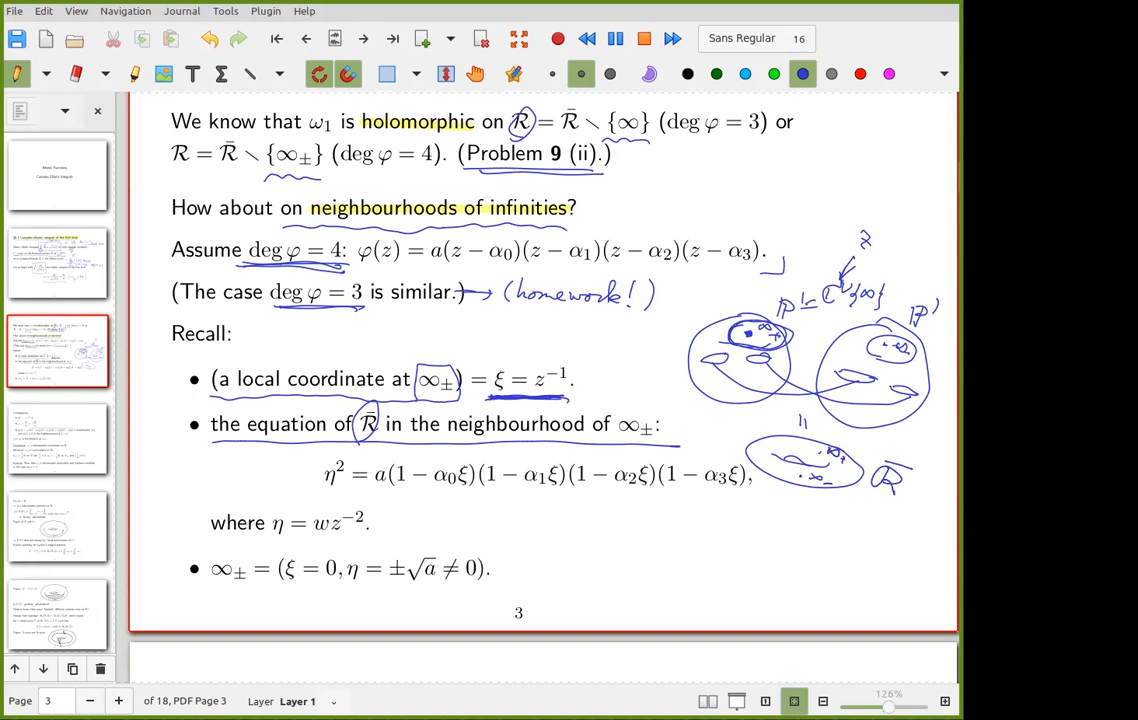 File Edit View Navigation Journal Tools Plugin Help
Sans Regular 16
We know that ω₁ is holomorphic on ℛ = ℛ̄ ∖ {∞} (deg φ = 3) or
ℛ = ℛ̄ ∖ {∞±} (deg φ = 4). (Problem 9 (ii).)
How about on neighbourhoods of infinities?
Assume deg φ = 4: φ(z) = a(z − α₀)(z − α₁)(z − α₂)(z − α₃).
(The case deg φ = 3 is similar.) → (homework!)
z
ℙ¹ = ℂ ∪ {∞}
ℙ¹
Recall:
∞₊
• (a local coordinate at ∞±) = ξ = z⁻¹.
• the equation of ℛ̄ in the neighbourhood of ∞±:
η² = a(1 − α₀ξ)(1 − α₁ξ)(1 − α₂ξ)(1 − α₃ξ),
∞₊
∞₋
ℛ̄
where η = wz⁻².
• ∞± = (ξ = 0, η = ±√a ≠ 0).
3
Page 3 of 18, PDF Page 3 Layer Layer 1
126%